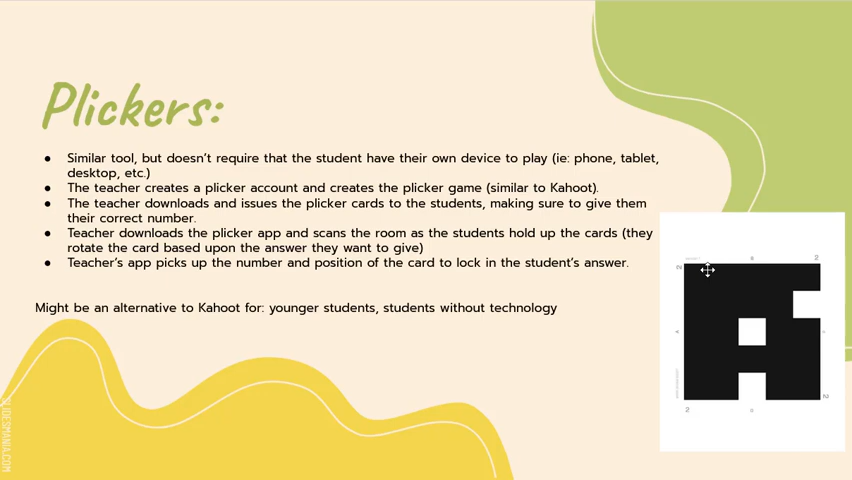 Plickers:
● Similar tool, but doesn't require that the student have their own device to play (ie: phone, tablet,
desktop, etc.)
● The teacher creates a plicker account and creates the plicker game (similar to Kahoot).
● The teacher downloads and issues the plicker cards to the students, making sure to give them
their correct number.
● Teacher downloads the plicker app and scans the room as the students hold up the cards (they
rotate the card based upon the answer they want to give)
● Teacher's app picks up the number and position of the card to lock in the student's answer.
Might be an alternative to Kahoot for: younger students, students without technology
2
2
2
2
SLIDESMANIA.COM